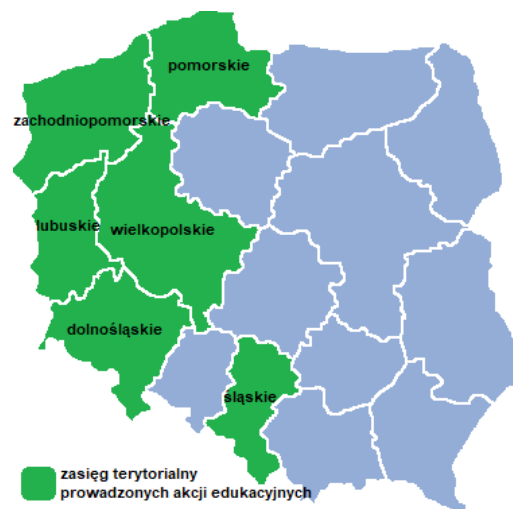 pomorskie
zachodniopomorskie
lubuskie
wielkopolskie
dolnośląskie
śląskie
zasięg terytorialny
prowadzonych akcji edukacyjnych